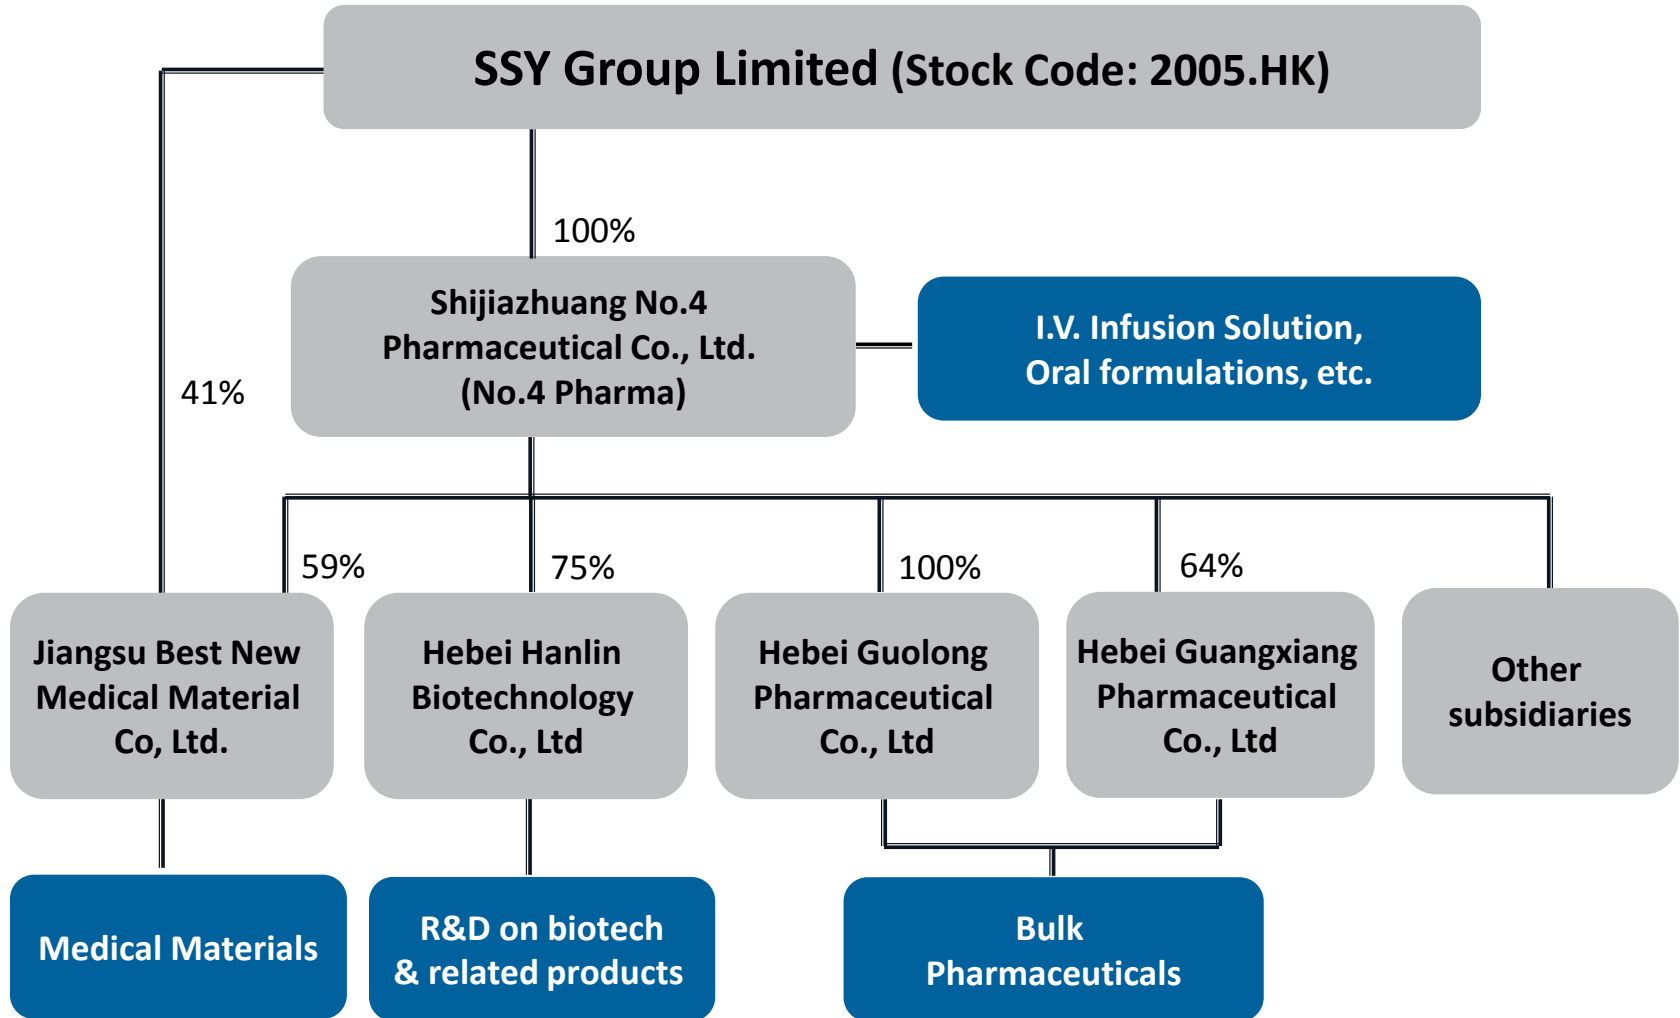 SSY Group Limited (Stock Code: 2005.HK)
100%
Shijiazhuang No.4
Pharmaceutical Co., Ltd.
(No.4 Pharma)
I.V. Infusion Solution,
Oral formulations, etc.
41%
59%
75%
100%
64%
Jiangsu Best New
Medical Material
Co, Ltd.
Hebei Hanlin
Biotechnology
Co., Ltd
Hebei Guolong
Pharmaceutical
Co., Ltd
Hebei Guangxiang
Pharmaceutical
Co., Ltd
Other
subsidiaries
Medical Materials
R&D on biotech
& related products
Bulk
Pharmaceuticals